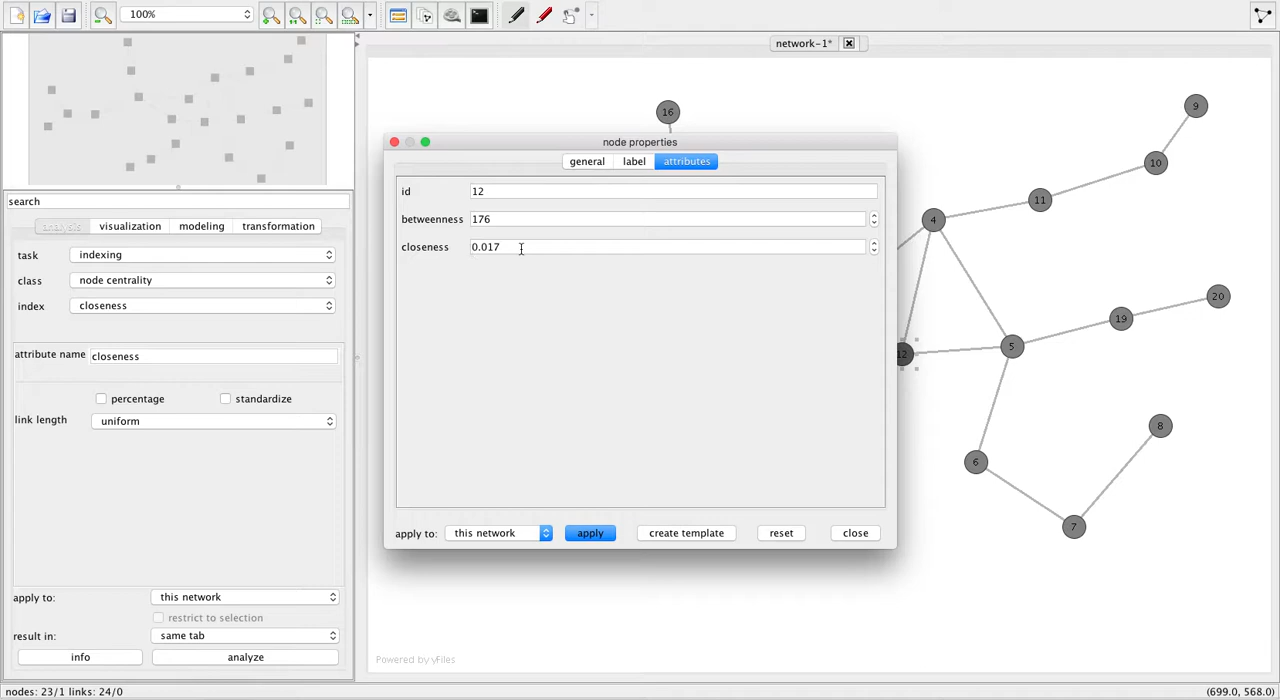 100%
network-1*
search
analysis
visualization
modeling
transformation
task
indexing
class
node centrality
index
closeness
attribute name
closeness
percentage
standardize
link length
uniform
apply to:
this network
restrict to selection
result in:
same tab
info
analyze
nodes: 23/1 links: 24/0
16
9
10
11
4
20
19
5
12
8
6
7
node properties
general
label
attributes
id
12
betweenness
176
closeness
0.017
apply to:
this network
apply
create template
reset
close
Powered by yFiles
(699.0, 568.0)